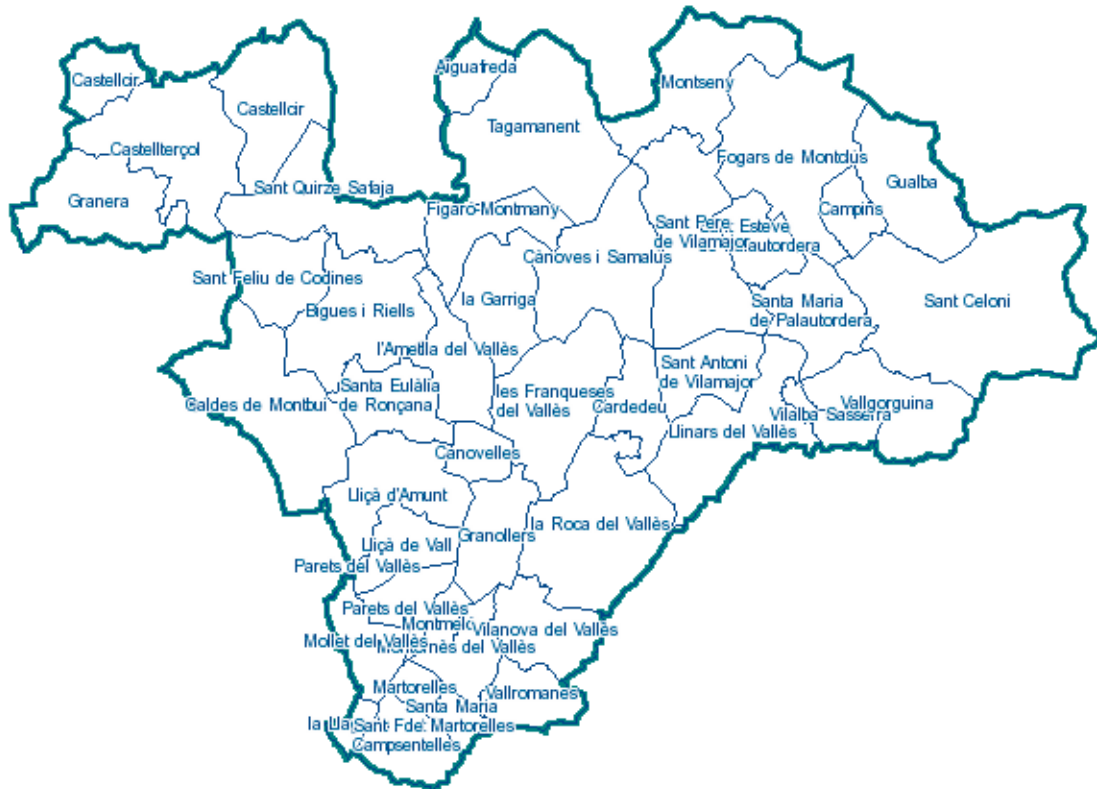 Aiguafreda
Castellcir
Montseny
Castellcir
Tagamanent
Castellterçol
Fogars de Montclús
Gualba
Granera
Sant Quirze Safaja
Campins
Figaró-Montmany
Sant Pere
de Vilamajor
Esteve
Palautordera
Cànoves i Samalús
Sant Feliu de Codines
la Garriga
Bigues i Riells
Santa Maria
de Palautordera
Sant Celoni
l'Ametlla del Vallès
Sant Antoni
de Vilamajor
Santa Eulàlia
de Ronçana
les Franqueses
del Vallès
Caldes de Montbui
Cardedeu
Vallgorguina
Vilalba Sasserra
Llinars del Vallès
Canovelles
Lliçà d'Amunt
la Roca del Vallès
Granollers
Lliçà de Vall
Parets del Vallès
Parets del Vallès
Montmeló
Vilanova del Vallès
Mollet del Vallès
del Vallès
Martorelles
Vallromanes
Santa Maria
de Martorelles
Sant
Campsentelles